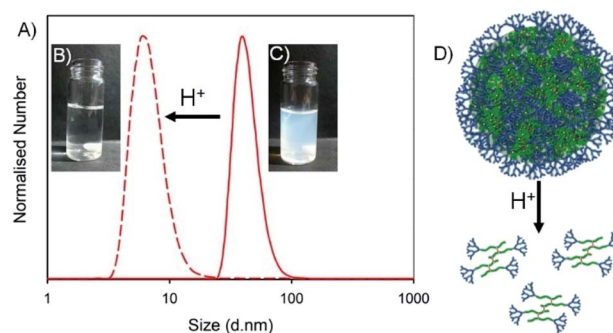 A)
B)
C)
D)
H⁺
H⁺
Normalised Number
1
10
100
1000
Size (d.nm)